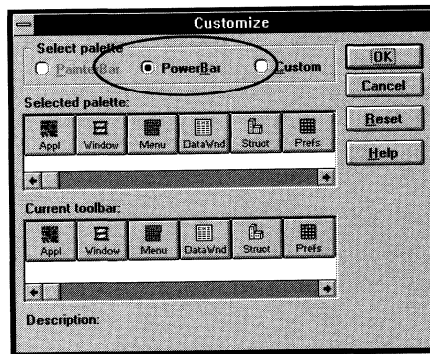 Customize
Select palette
PainterBar PowerBar Custom
OK
Cancel
Reset
Help
Selected palette:
Appl Window Menu DataWnd Struct Prefs
Current toolbar:
Appl Window Menu DataWnd Struct Prefs
Description: